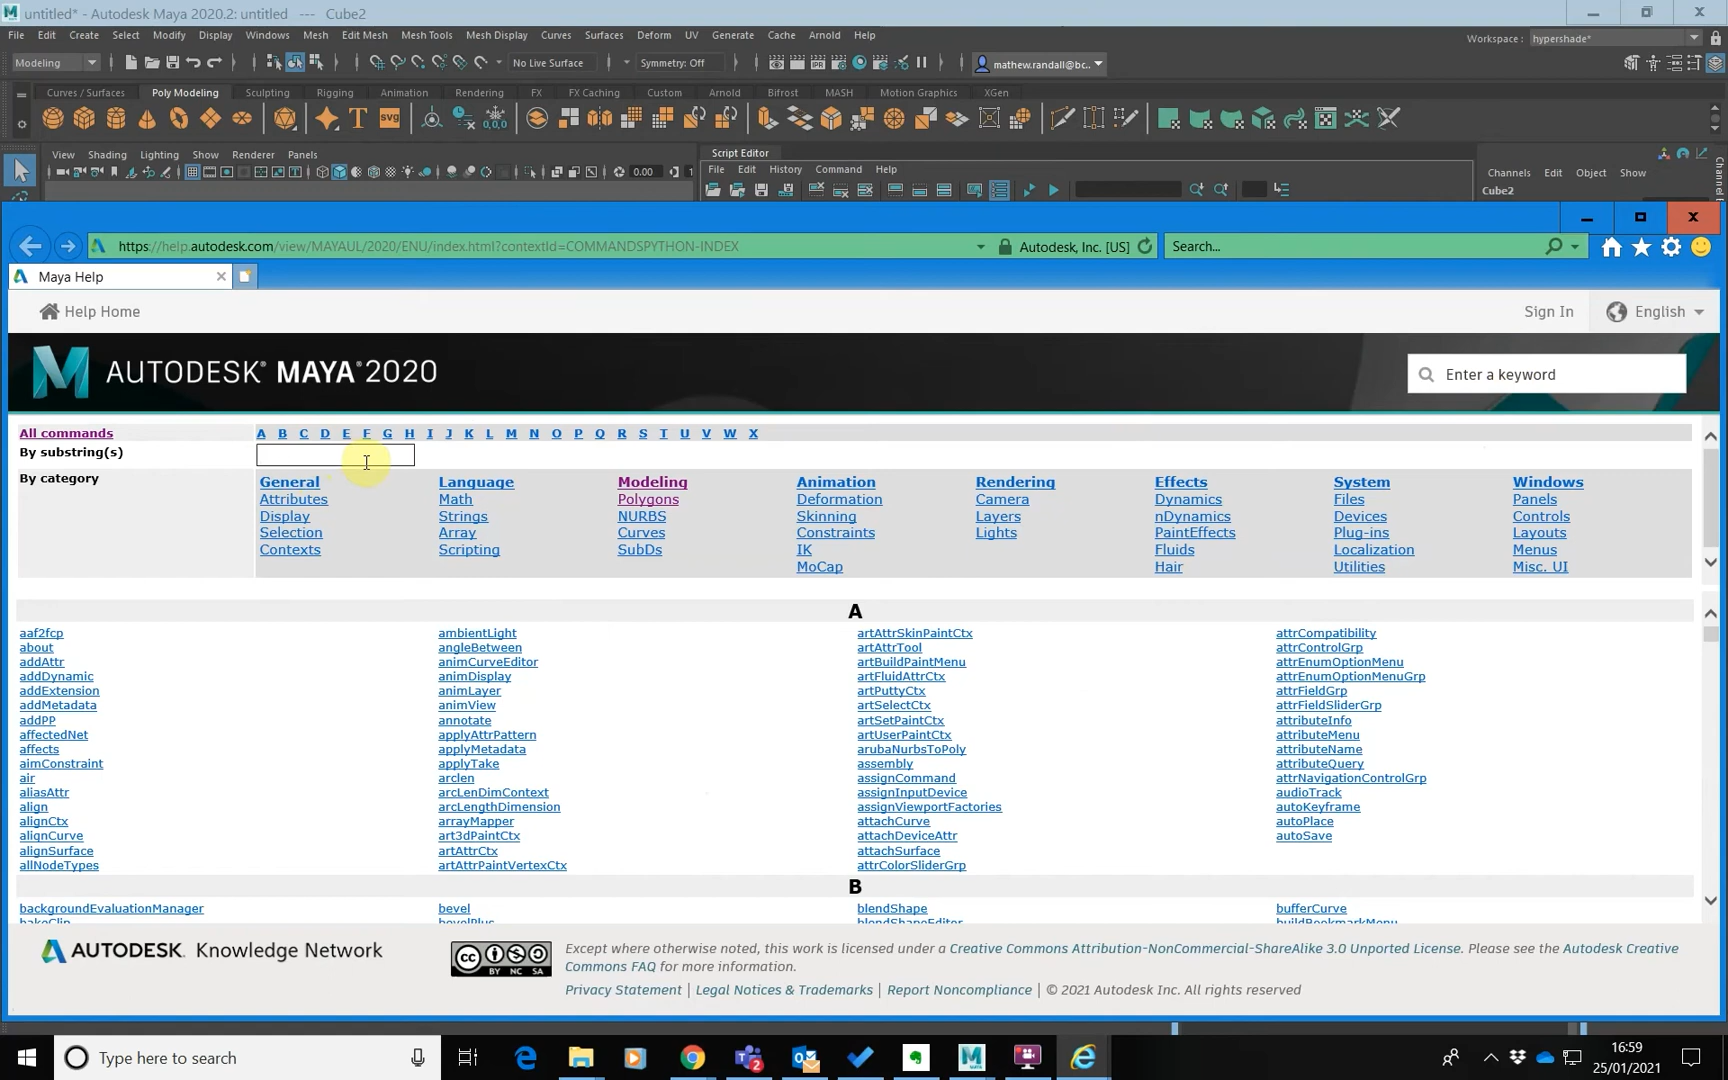 untitled* - Autodesk Maya 2020.2: untitled --- Cube2
File Edit Create Select Modify Display Windows Mesh Edit Mesh Mesh Tools Mesh Display Curves Surfaces Deform UV Generate Cache Arnold Help
Workspace : hypershade*
Modeling No Live Surface Symmetry: Off mathew.randall@bc..
Curves / Surfaces Poly Modeling Sculpting Rigging Animation Rendering FX FX Caching Custom Arnold Bifrost MASH Motion Graphics XGen
T svg 0,0,0
View Shading Lighting Show Renderer Panels
Script Editor
File Edit History Command Help
Channels Edit Object Show
0.00
Cube2
https://help.autodesk.com/view/MAYAUL/2020/ENU/index.html?contextId=COMMANDSPYTHON-INDEX
Autodesk, Inc. [US]
Search...
Maya Help
Help Home
Sign In English
AUTODESK® MAYA®2020
Enter a keyword
All commands A B C D E F G H I J K L M N O P Q R S T U V W X
By substring(s)
By category General Language Modeling Animation Rendering Effects System Windows
Attributes Math Polygons Deformation Camera Dynamics Files Panels
Display Strings NURBS Skinning Layers nDynamics Devices Controls
Selection Array Curves Constraints Lights PaintEffects Plug-ins Layouts
Contexts Scripting SubDs IK Fluids Localization Menus
MoCap Hair Utilities Misc. UI
A
aaf2fcp ambientLight artAttrSkinPaintCtx attrCompatibility
about angleBetween artAttrTool attrControlGrp
addAttr animCurveEditor artBuildPaintMenu attrEnumOptionMenu
addDynamic animDisplay artFluidAttrCtx attrEnumOptionMenuGrp
addExtension animLayer artPuttyCtx attrFieldGrp
addMetadata animView artSelectCtx attrFieldSliderGrp
addPP annotate artSetPaintCtx attributeInfo
affectedNet applyAttrPattern artUserPaintCtx attributeMenu
affects applyMetadata arubaNurbsToPoly attributeName
aimConstraint applyTake assembly attributeQuery
air arclen assignCommand attrNavigationControlGrp
aliasAttr arcLenDimContext assignInputDevice audioTrack
align arcLengthDimension assignViewportFactories autoKeyframe
alignCtx arrayMapper attachCurve autoPlace
alignCurve art3dPaintCtx attachDeviceAttr autoSave
alignSurface artAttrCtx attachSurface
allNodeTypes artAttrPaintVertexCtx attrColorSliderGrp
B
backgroundEvaluationManager bevel blendShape bufferCurve
bakeClip bevelPlus blendShapeEditor buildBookmarkMenu
AUTODESK. Knowledge Network
cc BY NC SA
Except where otherwise noted, this work is licensed under a Creative Commons Attribution-NonCommercial-ShareAlike 3.0 Unported License. Please see the Autodesk Creative
Commons FAQ for more information.
Privacy Statement | Legal Notices & Trademarks | Report Noncompliance | © 2021 Autodesk Inc. All rights reserved
Type here to search
16:59
25/01/2021